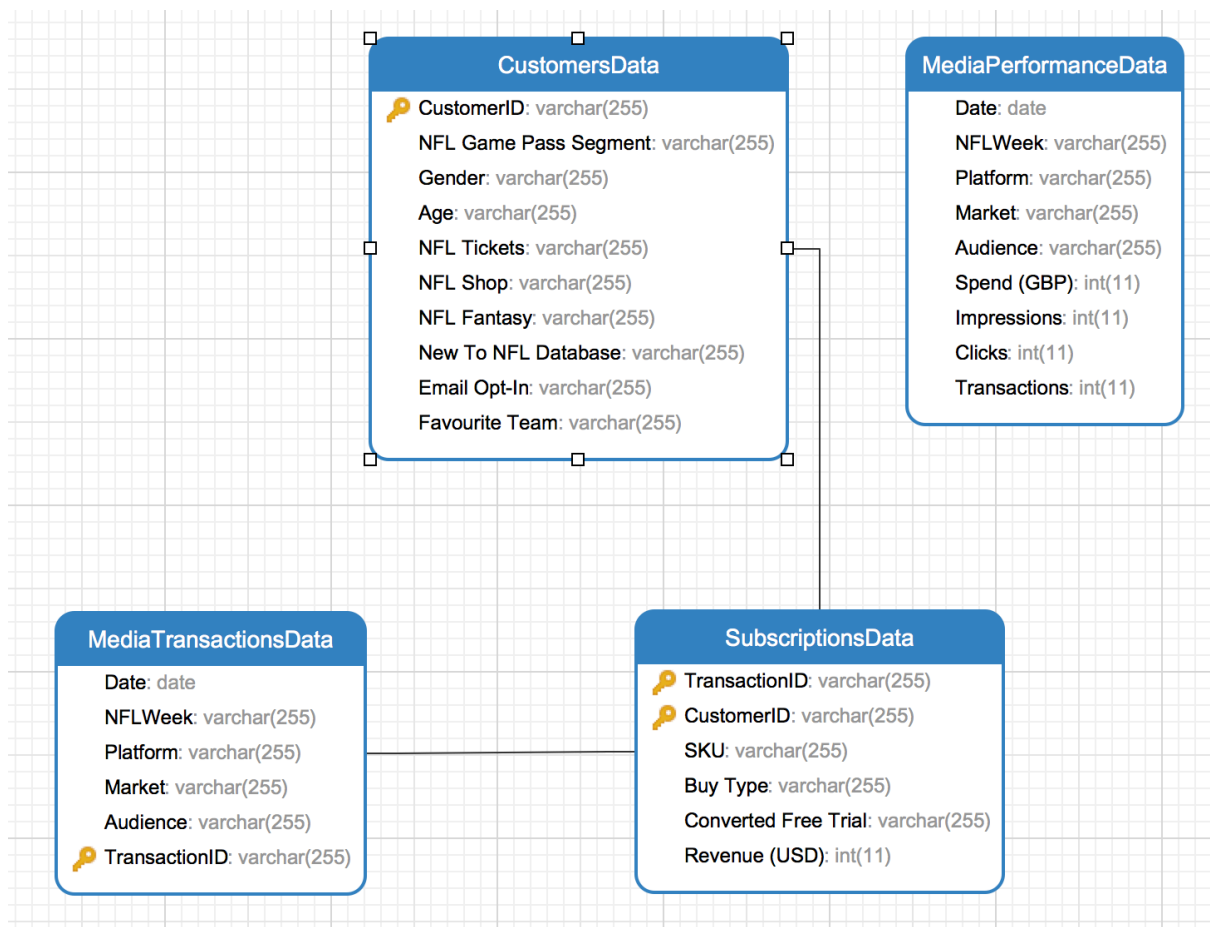 CustomersData
CustomerID: varchar(255)
NFL Game Pass Segment: varchar(255)
Gender: varchar(255)
Age: varchar(255)
NFL Tickets: varchar(255)
NFL Shop: varchar(255)
NFL Fantasy: varchar(255)
New To NFL Database: varchar(255)
Email Opt-In: varchar(255)
Favourite Team: varchar(255)
MediaPerformanceData
Date: date
NFLWeek: varchar(255)
Platform: varchar(255)
Market: varchar(255)
Audience: varchar(255)
Spend (GBP): int(11)
Impressions: int(11)
Clicks: int(11)
Transactions: int(11)
MediaTransactionsData
Date: date
NFLWeek: varchar(255)
Platform: varchar(255)
Market: varchar(255)
Audience: varchar(255)
TransactionID: varchar(255)
SubscriptionsData
TransactionID: varchar(255)
CustomerID: varchar(255)
SKU: varchar(255)
Buy Type: varchar(255)
Converted Free Trial: varchar(255)
Revenue (USD): int(11)